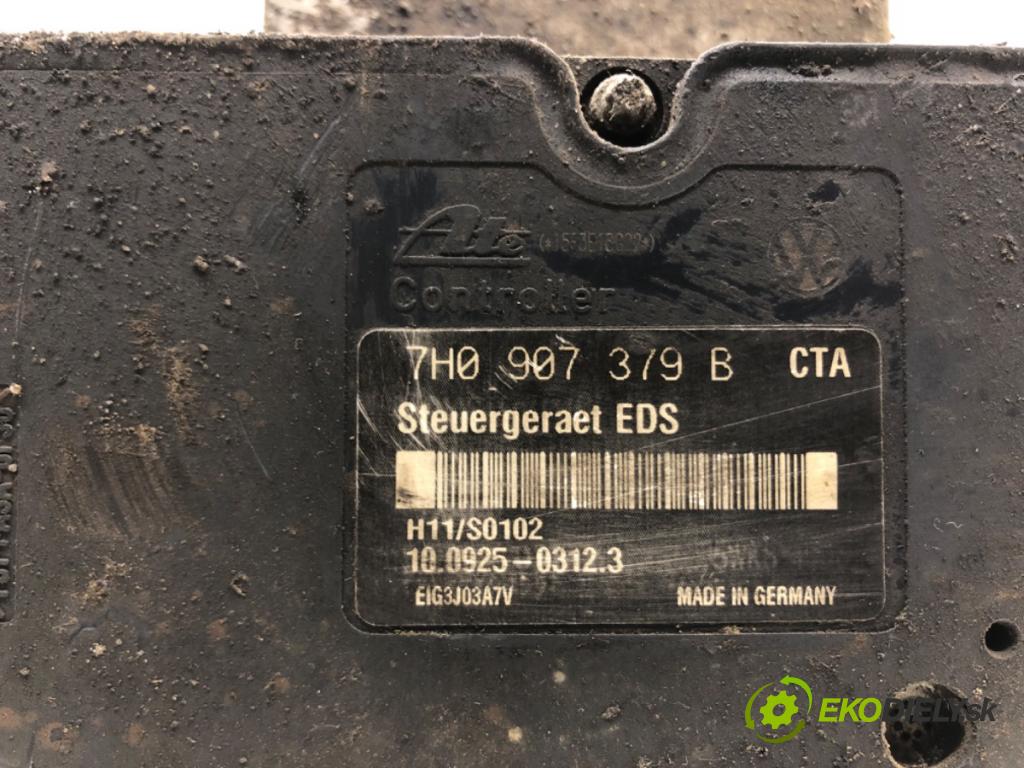 Ate
Controller
7H0 907 379 B CTA
Steuergeraet EDS
H11/S0102
10.0925-0312.3
EIG3J03A7V MADE IN GERMANY
EKODIELY.sk